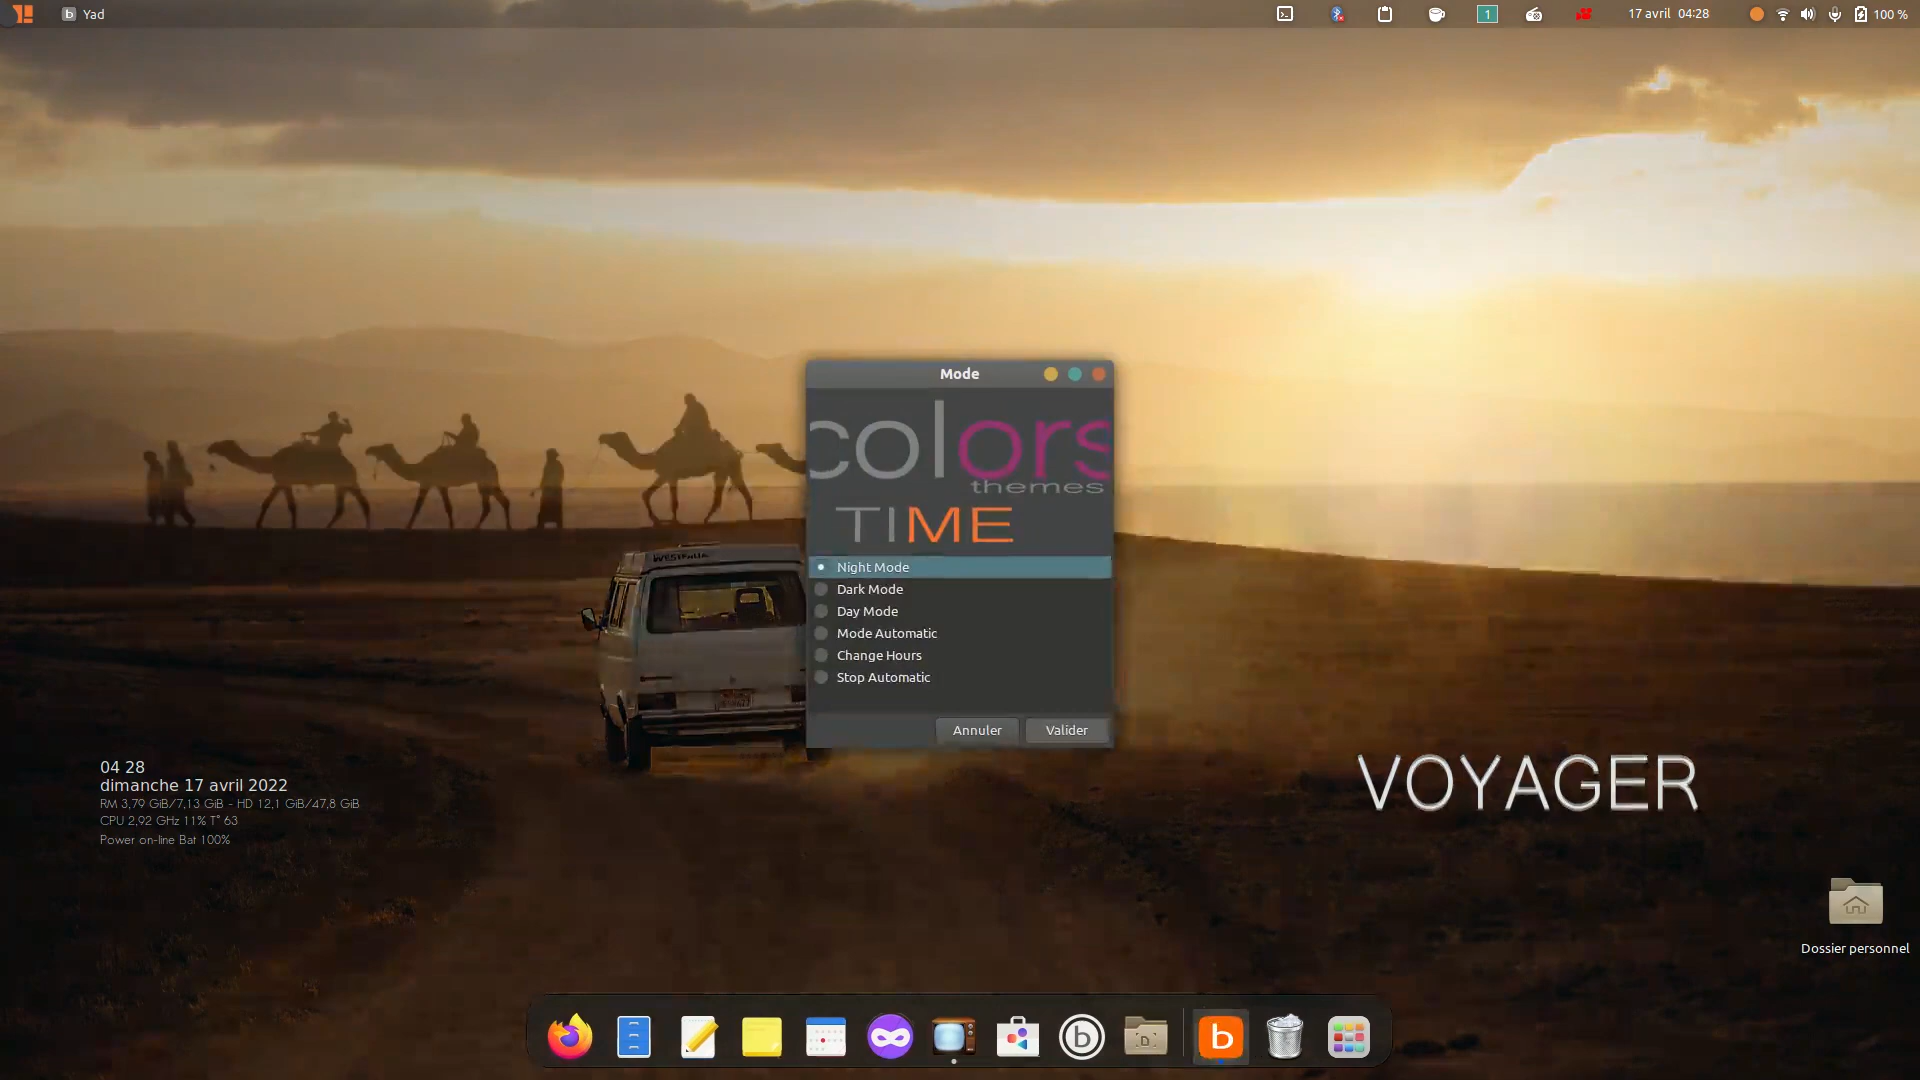 Yad
1
17 avril 04:28
100 %
Mode
colors
themes
TIME
Night Mode
Dark Mode
Day Mode
Mode Automatic
Change Hours
Stop Automatic
Annuler
Valider
WESTFALIA
04 28
dimanche 17 avril 2022
RM 3,79 GiB/7,13 GiB - HD 12,1 GiB/47,8 GiB
CPU 2,92 GHz 11% T° 63
Power on-line Bat 100%
VOYAGER
Dossier personnel